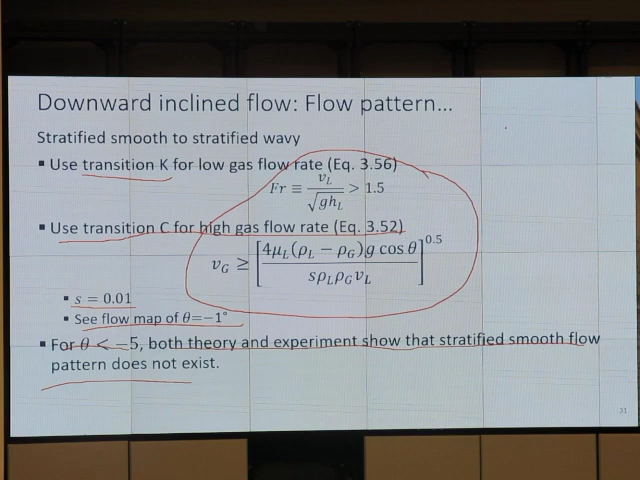 Downward inclined flow: Flow pattern...
Stratified smooth to stratified wavy
▪ Use transition K for low gas flow rate (Eq. 3.56)
Fr ≡ v_L / √(gh_L) > 1.5
▪ Use transition C for high gas flow rate (Eq. 3.52)
v_G ≥ [4μ_L(ρ_L − ρ_G)g cos θ / sρ_Lρ_Gv_L]^0.5
▪ s = 0.01
▪ See flow map of θ=−1°
▪ For θ < −5, both theory and experiment show that stratified smooth flow
pattern does not exist.
31